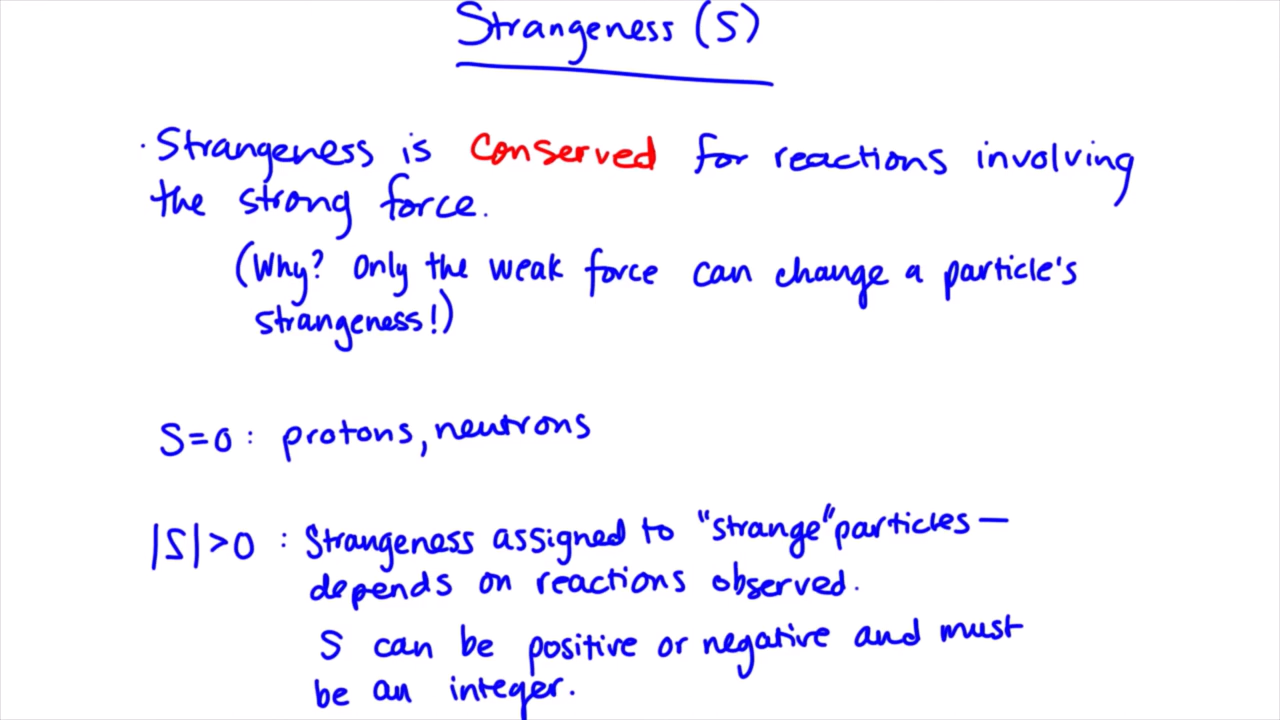 Strangeness (S)
· Strangeness is conserved for reactions involving
the strong force.
(Why? Only the weak force can change a particle's
strangeness!)
S=0 : protons, neutrons
|S|>0 : Strangeness assigned to "strange" particles —
depends on reactions observed.
S can be positive or negative and must
be an integer.